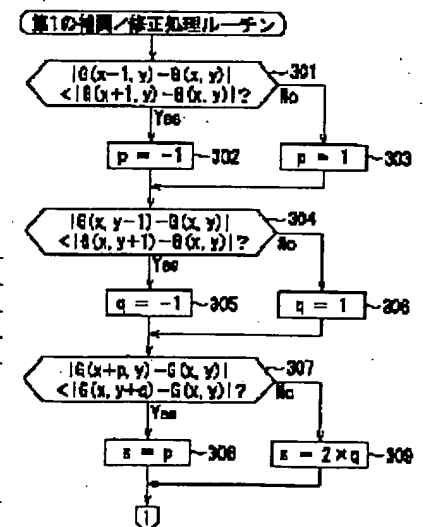 第1の補間／修正処理ルーチン
|G(x-1, y)-G(x, y)|
<|G(x+1, y)-G(x, y)|?
301
No
Yes
p = -1
302
p = 1
303
|G(x, y-1)-G(x, y)|
<|G(x, y+1)-G(x, y)|?
304
No
Yes
q = -1
305
q = 1
306
|G(x+p, y)-G(x, y)|
<|G(x, y+q)-G(x, y)|?
307
No
Yes
s = p
308
s = 2×q
309
1